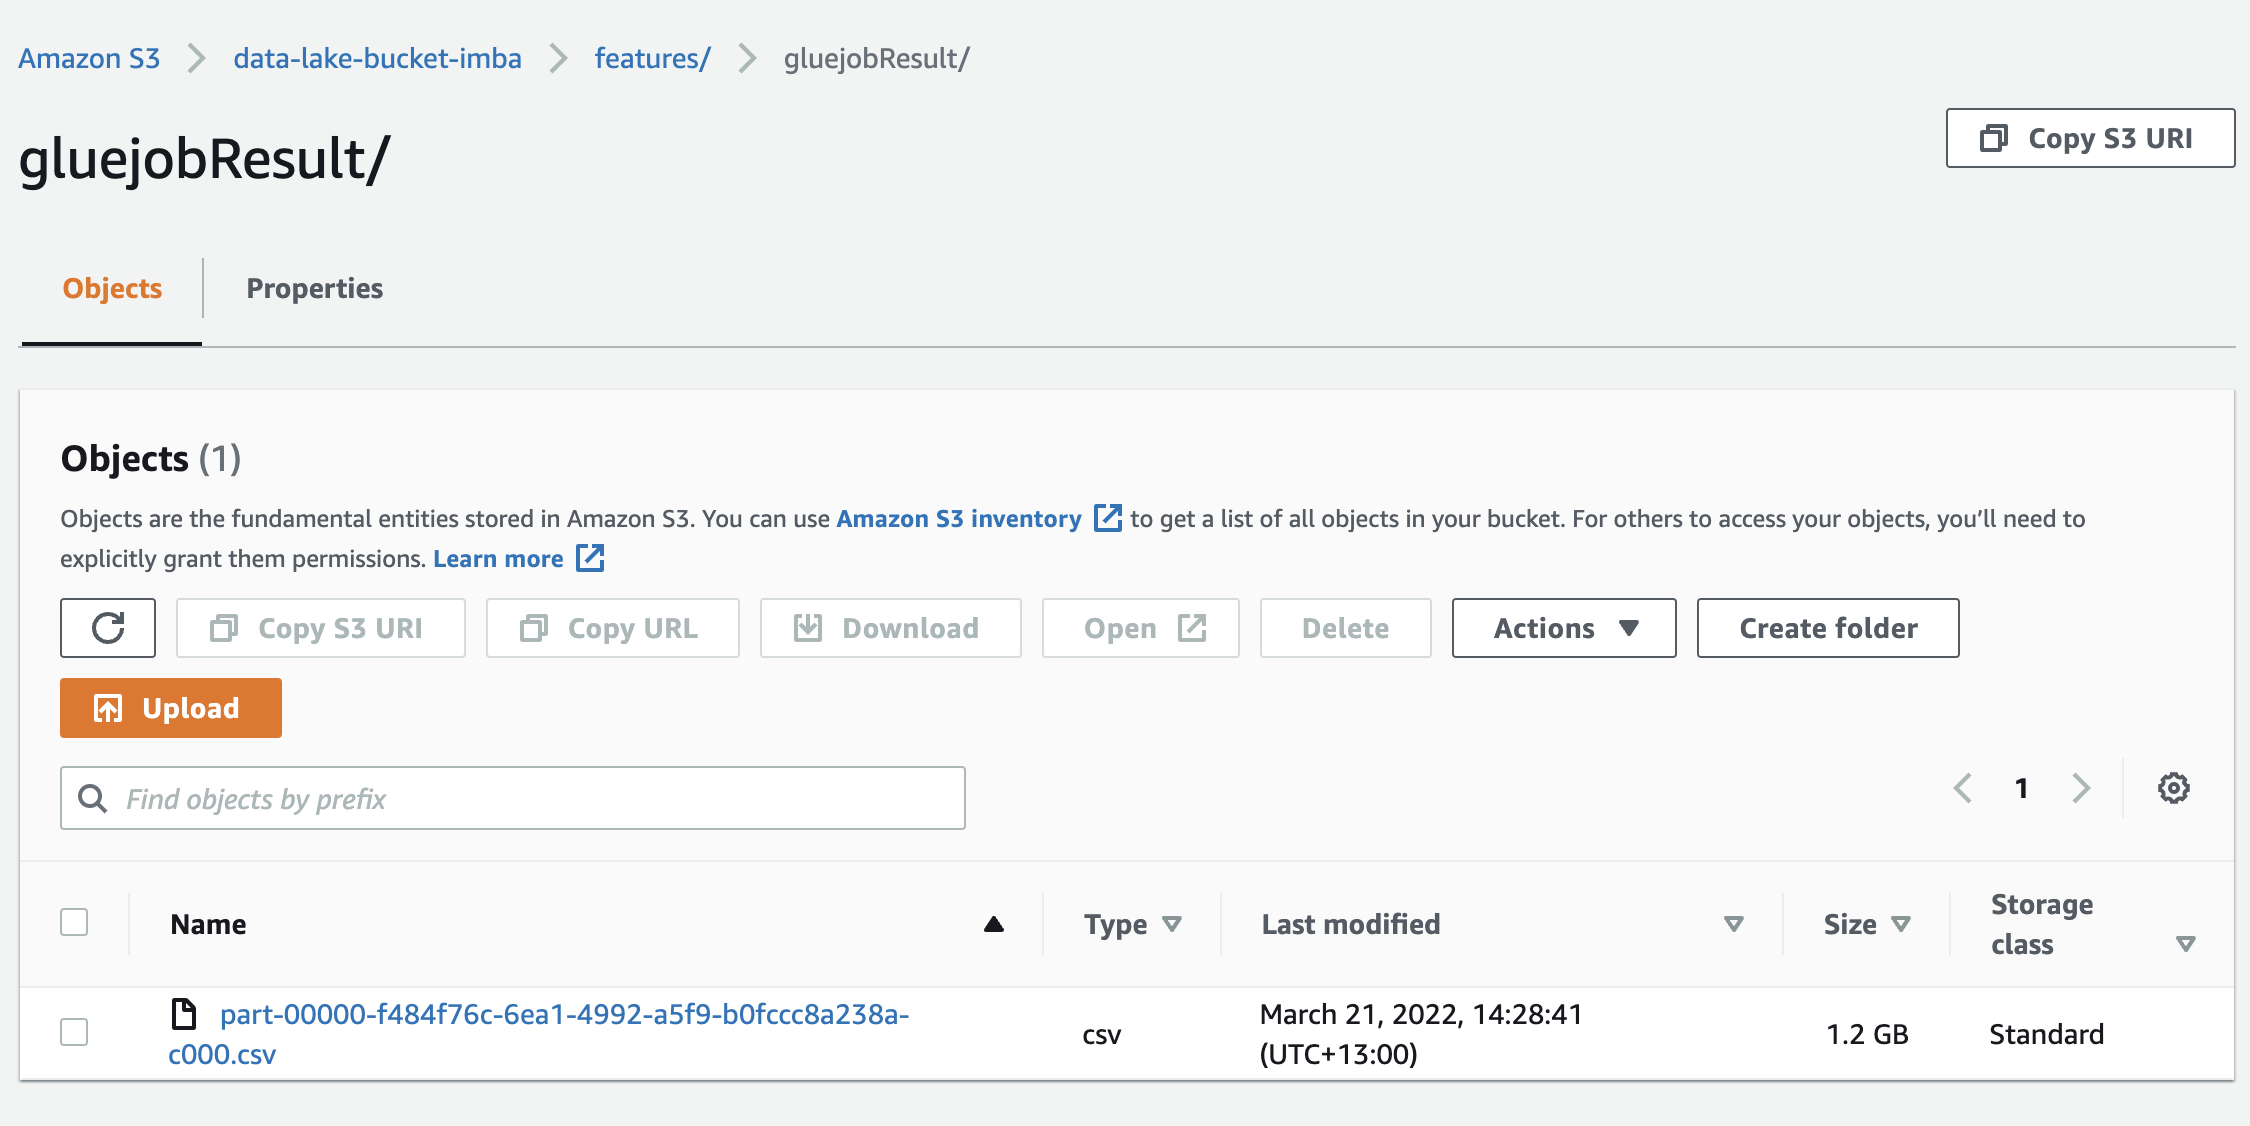 Amazon S3 data-lake-bucket-imba features/ gluejobResult/
gluejobResult/
Copy S3 URI
Objects Properties
Objects (1)
Objects are the fundamental entities stored in Amazon S3. You can use Amazon S3 inventory to get a list of all objects in your bucket. For others to access your objects, you’ll need to
explicitly grant them permissions. Learn more
Copy S3 URI Copy URL Download Open Delete Actions Create folder
Upload
Find objects by prefix
1
Name Type Last modified Size Storage
class
part-00000-f484f76c-6ea1-4992-a5f9-b0fccc8a238a-
c000.csv
csv
March 21, 2022, 14:28:41
(UTC+13:00)
1.2 GB
Standard